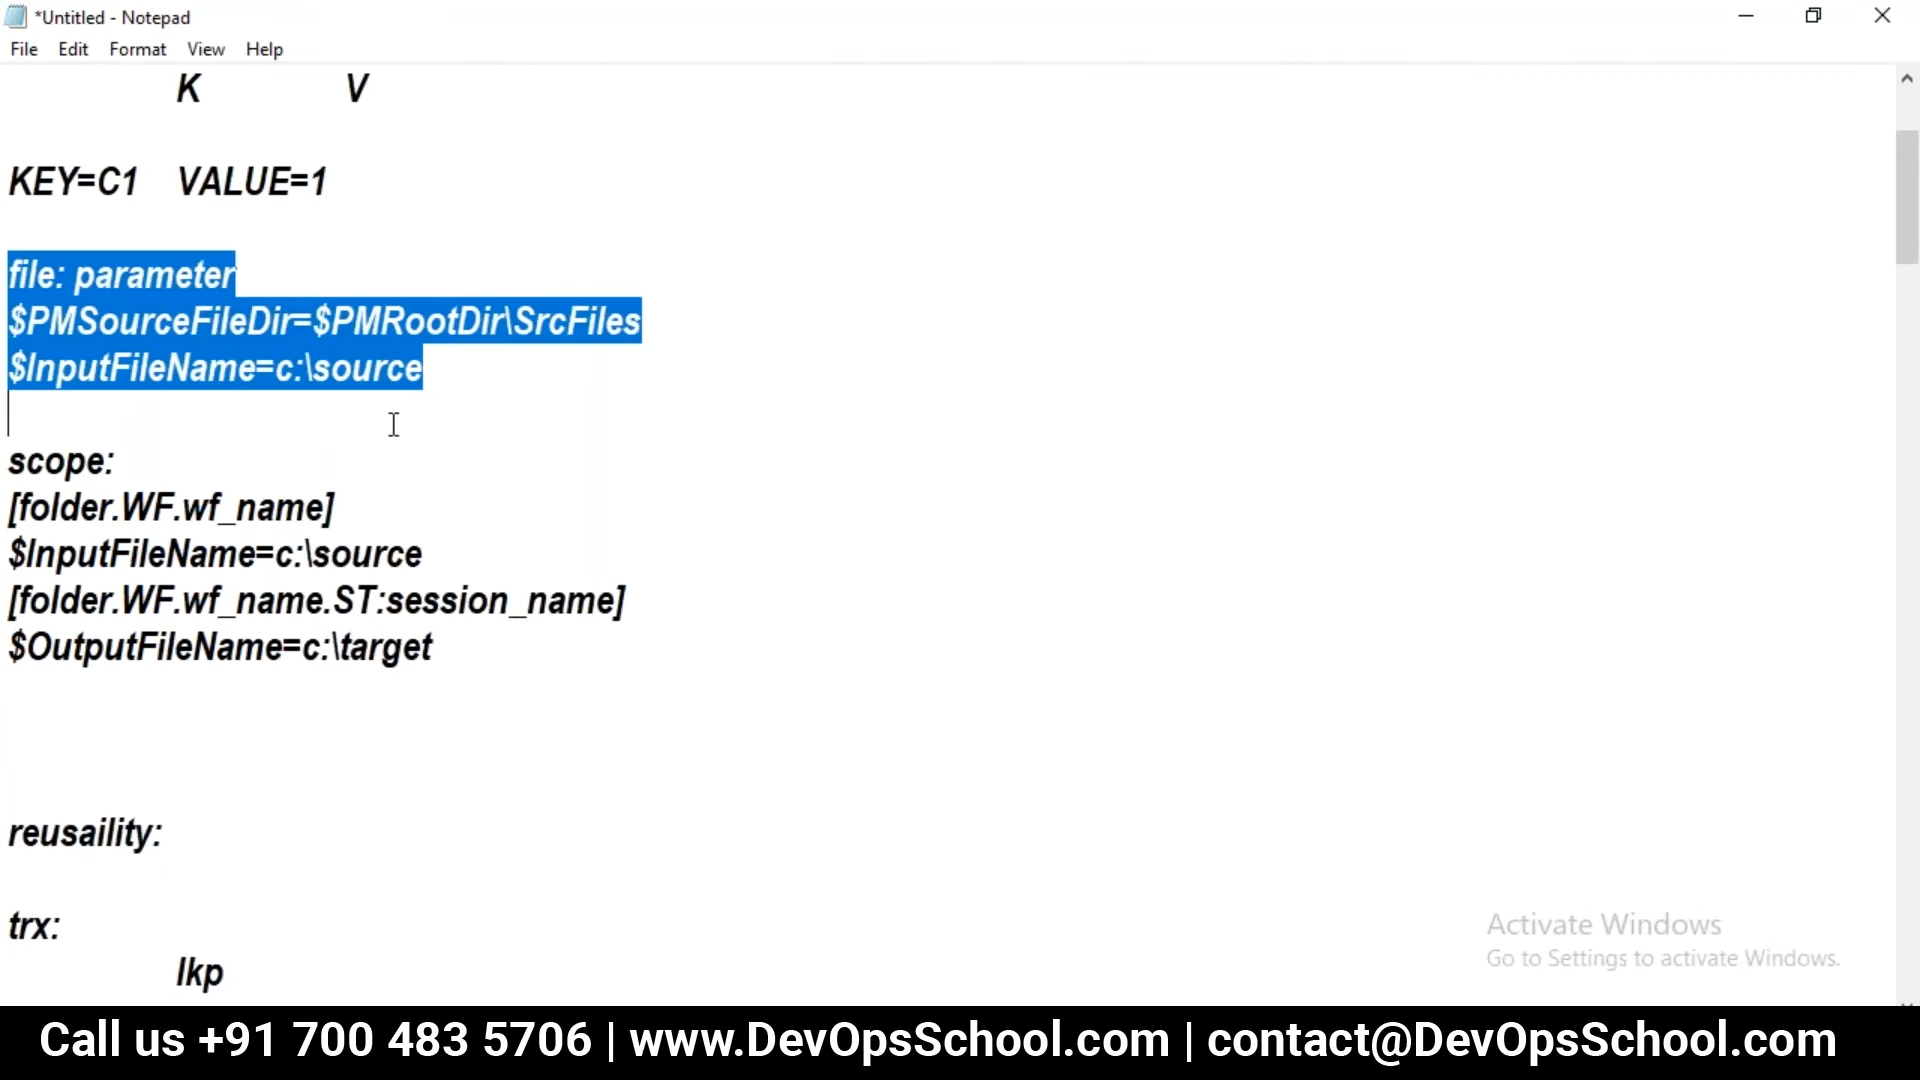 *Untitled - Notepad
File Edit Format View Help
K V
KEY=C1 VALUE=1
file: parameter
$PMSourceFileDir=$PMRootDir\SrcFiles
$InputFileName=c:\source
scope:
[folder.WF.wf_name]
$InputFileName=c:\source
[folder.WF.wf_name.ST:session_name]
$OutputFileName=c:\target
reusaility:
trx:
lkp
Activate Windows
Go to Settings to activate Windows.
Call us +91 700 483 5706 | www.DevOpsSchool.com | contact@DevOpsSchool.com